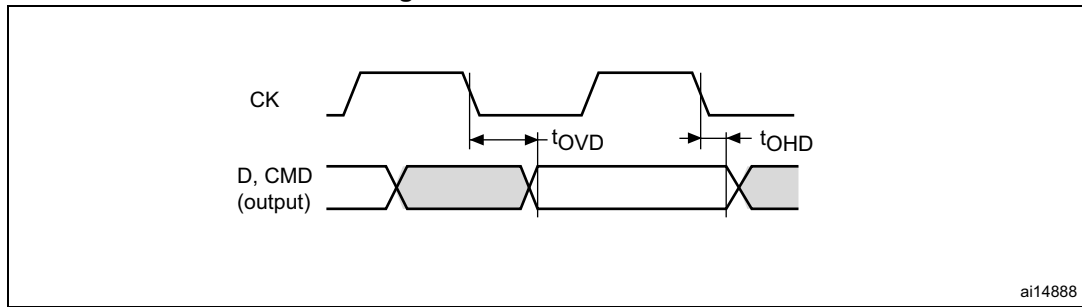 CK
tOVD
tOHD
D, CMD
(output)
ai14888